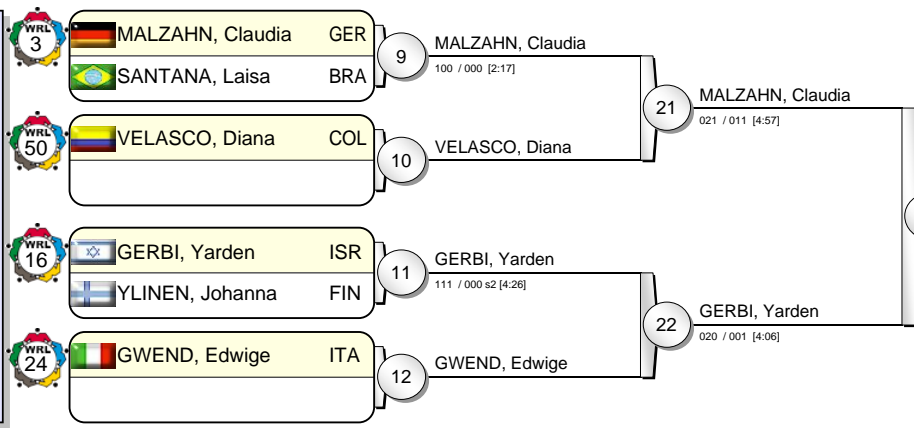 WRL
3
MALZAHN, Claudia GER
SANTANA, Laisa BRA
9
MALZAHN, Claudia
100 / 000 [2:17]
WRL
50
VELASCO, Diana COL
10
VELASCO, Diana
21
MALZAHN, Claudia
021 / 011 [4:57]
WRL
16
GERBI, Yarden ISR
YLINEN, Johanna FIN
11
GERBI, Yarden
111 / 000 s2 [4:26]
WRL
24
GWEND, Edwige ITA
12
GWEND, Edwige
22
GERBI, Yarden
020 / 001 [4:06]